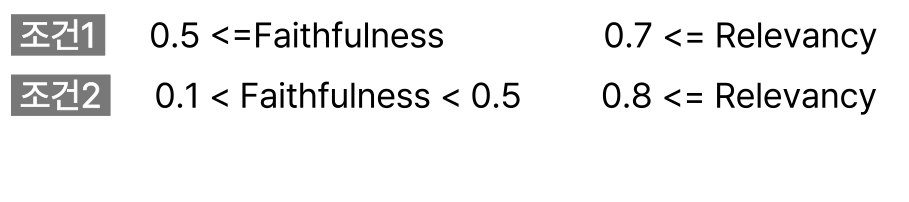 조건1 0.5 <=Faithfulness 0.7 <= Relevancy
조건2 0.1 < Faithfulness < 0.5 0.8 <= Relevancy